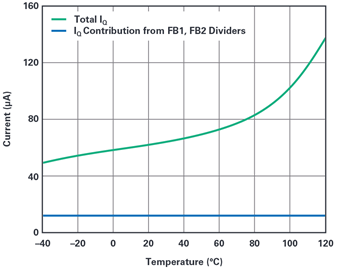 160
Total IQ
IQ Contribution from FB1, FB2 Dividers
120
80
40
0
Current (µA)
–40 –20 0 20 40 60 80 100 120
Temperature (°C)